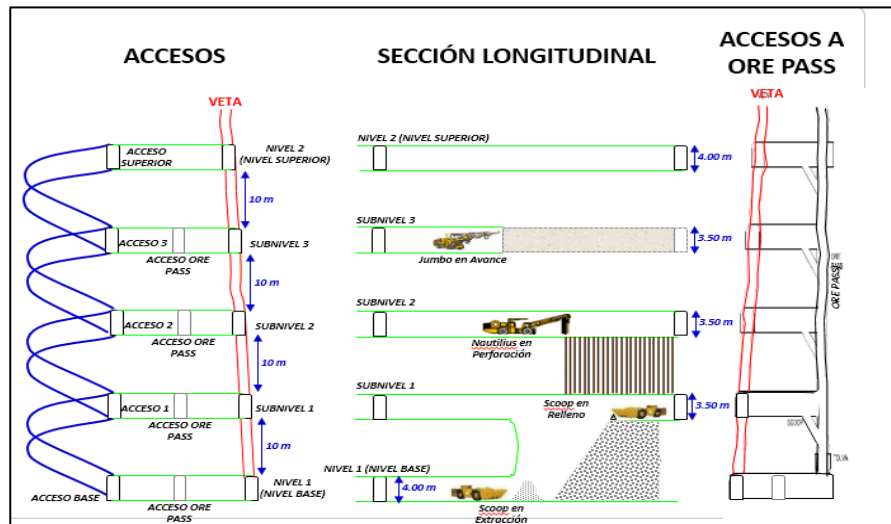 ACCESOS
SECCIÓN LONGITUDINAL
ACCESOS A
ORE PASS
VETA
ACCESO
SUPERIOR
NIVEL 2
(NIVEL SUPERIOR)
10 m
ACCESO 3
SUBNIVEL 3
ACCESO ORE
PASS
10 m
ACCESO 2
SUBNIVEL 2
ACCESO ORE
PASS
10 m
ACCESO 1
SUBNIVEL 1
ACCESO ORE
PASS
10 m
NIVEL 1
(NIVEL BASE)
ACCESO BASE
ACCESO ORE
PASS
NIVEL 2 (NIVEL SUPERIOR)
4.00 m
SUBNIVEL 3
3.50 m
Jumbo en Avance
SUBNIVEL 2
3.50 m
Nautilius en
Perforación
SUBNIVEL 1
3.50 m
Scoop en
Relleno
NIVEL 1 (NIVEL BASE)
4.00 m
Scoop en
Extracción
VETA
ORE PASS
SCOOP